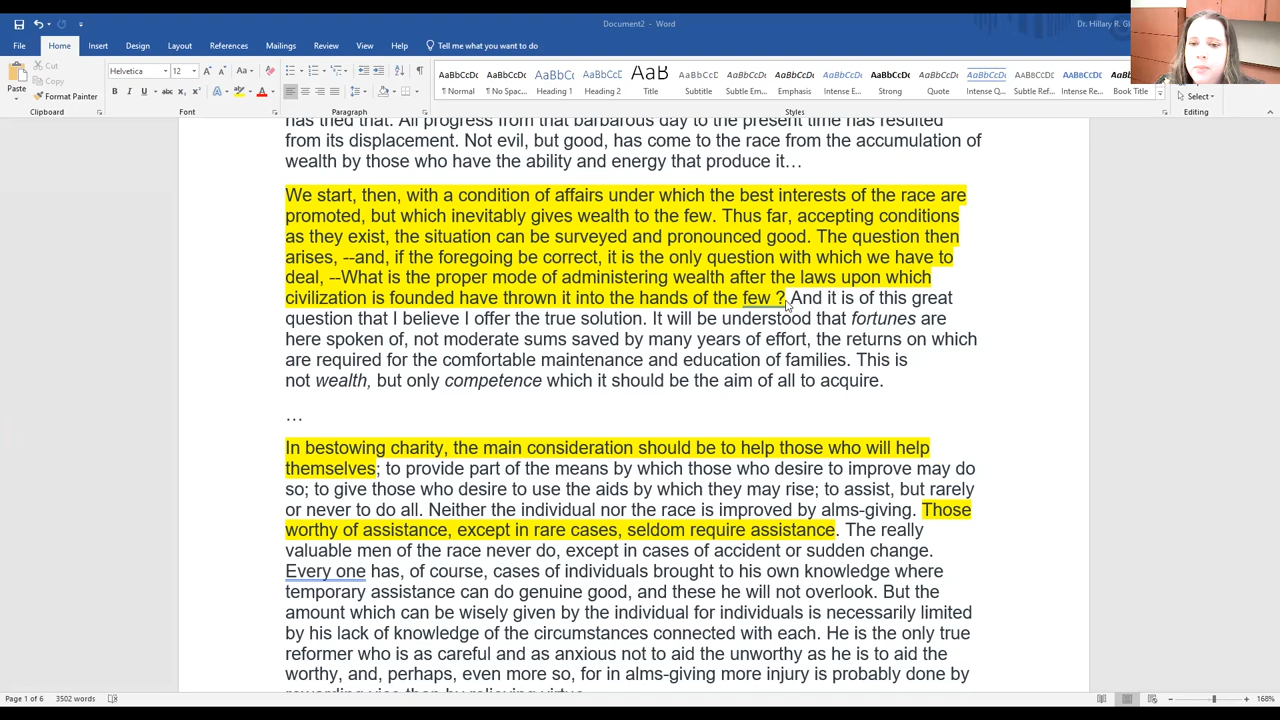 Document2 - Word
Dr. Hillary R. Gl
File Home Insert Design Layout References Mailings Review View Help Tell me what you want to do
Paste
Cut
Copy
Format Painter
Clipboard
Helvetica 12
Font
Paragraph
AaBbCcDc AaBbCcDc AaBbCc AaBbCcD AaB AaBbCcD AaBbCcDc AaBbCcDc AaBbCcDc AaBbCcDc AaBbCcDc AaBbCcDc AaBbCcDc AaBbCcDc AaBbCcDc
¶ Normal ¶ No Spac... Heading 1 Heading 2 Title Subtitle Subtle Em... Emphasis Intense E... Strong Quote Intense Q... Subtle Ref... Intense Re... Book Title
Styles
Select
Editing
has tried that. All progress from that barbarous day to the present time has resulted
from its displacement. Not evil, but good, has come to the race from the accumulation of
wealth by those who have the ability and energy that produce it…
We start, then, with a condition of affairs under which the best interests of the race are
promoted, but which inevitably gives wealth to the few. Thus far, accepting conditions
as they exist, the situation can be surveyed and pronounced good. The question then
arises, --and, if the foregoing be correct, it is the only question with which we have to
deal, --What is the proper mode of administering wealth after the laws upon which
civilization is founded have thrown it into the hands of the few ? And it is of this great
question that I believe I offer the true solution. It will be understood that fortunes are
here spoken of, not moderate sums saved by many years of effort, the returns on which
are required for the comfortable maintenance and education of families. This is
not wealth, but only competence which it should be the aim of all to acquire.
…
In bestowing charity, the main consideration should be to help those who will help
themselves; to provide part of the means by which those who desire to improve may do
so; to give those who desire to use the aids by which they may rise; to assist, but rarely
or never to do all. Neither the individual nor the race is improved by alms-giving. Those
worthy of assistance, except in rare cases, seldom require assistance. The really
valuable men of the race never do, except in cases of accident or sudden change.
Every one has, of course, cases of individuals brought to his own knowledge where
temporary assistance can do genuine good, and these he will not overlook. But the
amount which can be wisely given by the individual for individuals is necessarily limited
by his lack of knowledge of the circumstances connected with each. He is the only true
reformer who is as careful and as anxious not to aid the unworthy as he is to aid the
worthy, and, perhaps, even more so, for in alms-giving more injury is probably done by
rewarding vice than by relieving virtue.
Page 1 of 6 3502 words
168%